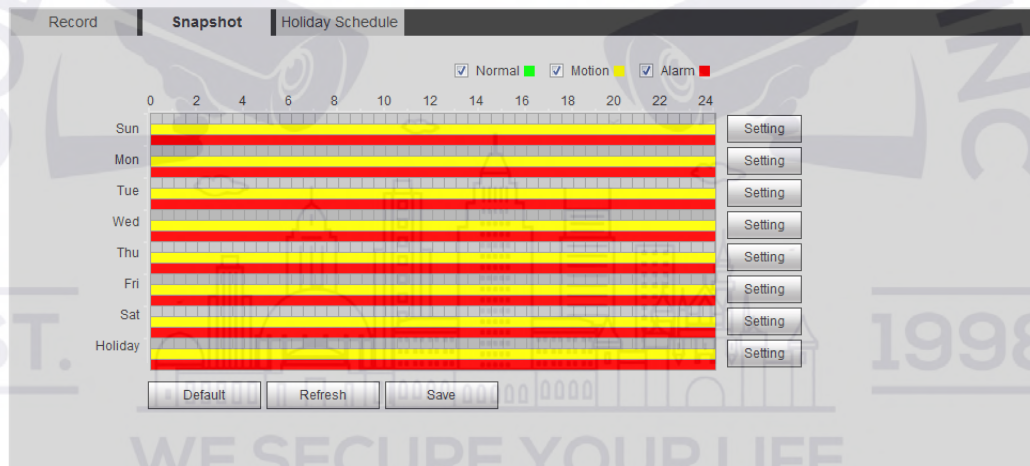 Record Snapshot Holiday Schedule
Normal Motion Alarm
0 2 4 6 8 10 12 14 16 18 20 22 24
Sun Setting
Mon Setting
Tue Setting
Wed Setting
Thu Setting
Fri Setting
Sat Setting
Holiday Setting
Default Refresh Save
ST. 1998
WE SECURE YOUR LIFE